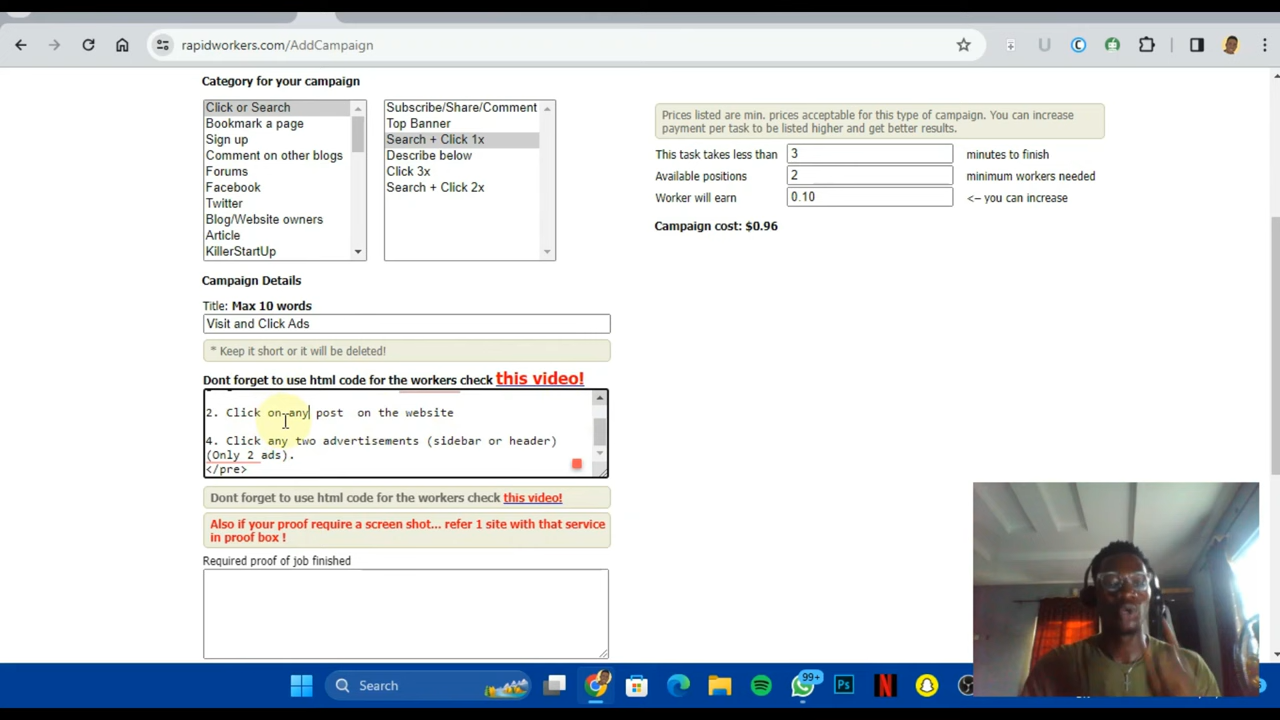 rapidworkers.com/AddCampaign
Category for your campaign
Click or Search
Bookmark a page
Sign up
Comment on other blogs
Forums
Facebook
Twitter
Blog/Website owners
Article
KillerStartUp
Subscribe/Share/Comment
Top Banner
Search + Click 1x
Describe below
Click 3x
Search + Click 2x
Prices listed are min. prices acceptable for this type of campaign. You can increase
payment per task to be listed higher and get better results.
This task takes less than 3 minutes to finish
Available positions 2 minimum workers needed
Worker will earn 0.10 <– you can increase
Campaign cost: $0.96
Campaign Details
Title: Max 10 words
Visit and Click Ads
* Keep it short or it will be deleted!
Dont forget to use html code for the workers check this video!
2. Click on any post on the website
4. Click any two advertisements (sidebar or header)
(Only 2 ads).
</pre>
Dont forget to use html code for the workers check this video!
Also if your proof require a screen shot... refer 1 site with that service
in proof box !
Required proof of job finished
Search
99+
Ps